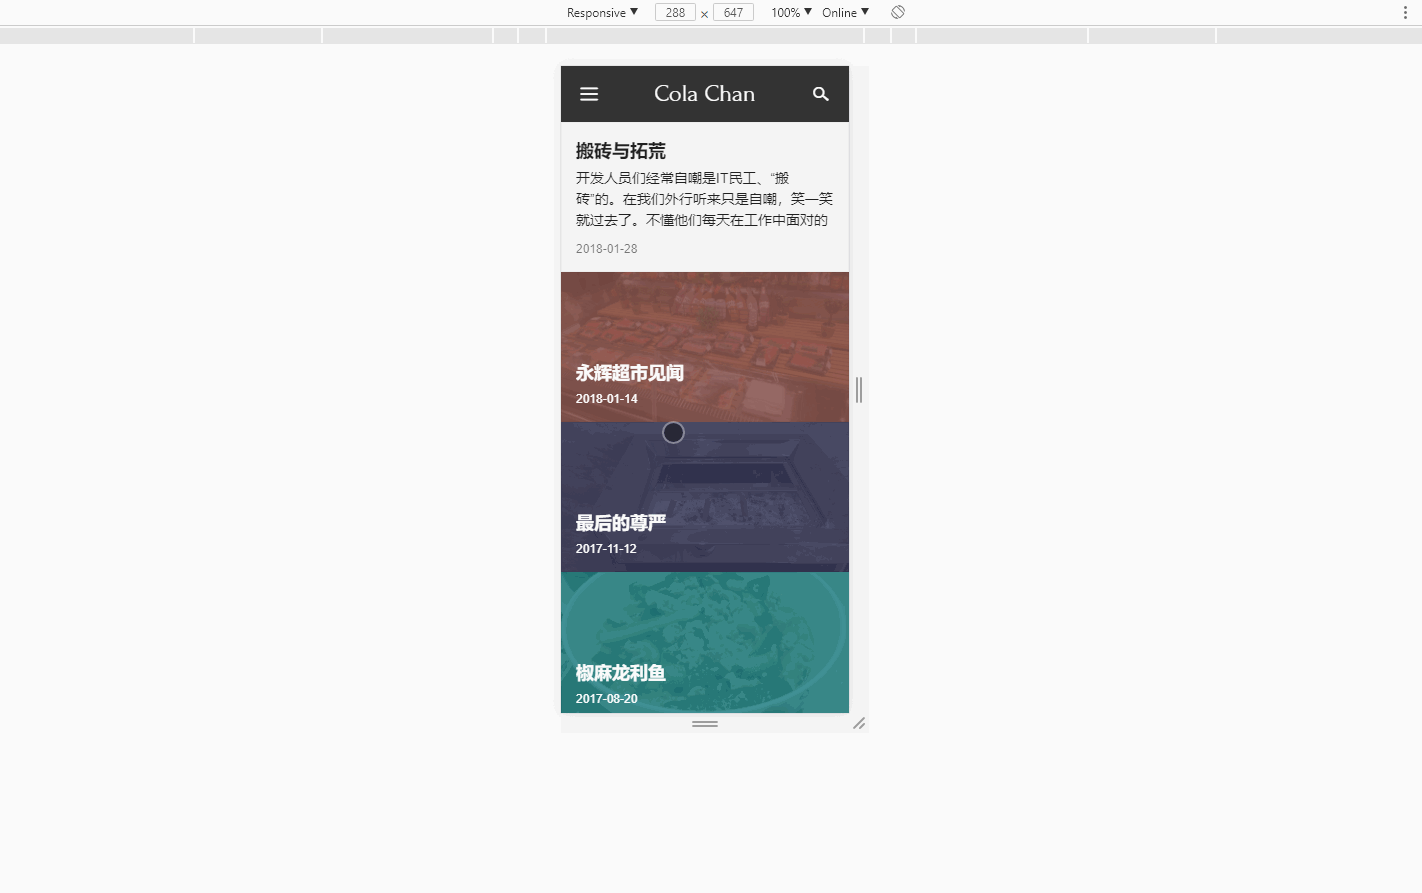 Responsive 288 × 647 100% Online
Cola Chan
搬砖与拓荒
开发人员们经常自嘲是IT民工、“搬
砖”的。在我们外行听来只是自嘲，笑一笑
就过去了。不懂他们每天在工作中面对的
2018-01-28
永辉超市见闻
2018-01-14
最后的尊严
2017-11-12
椒麻龙利鱼
2017-08-20